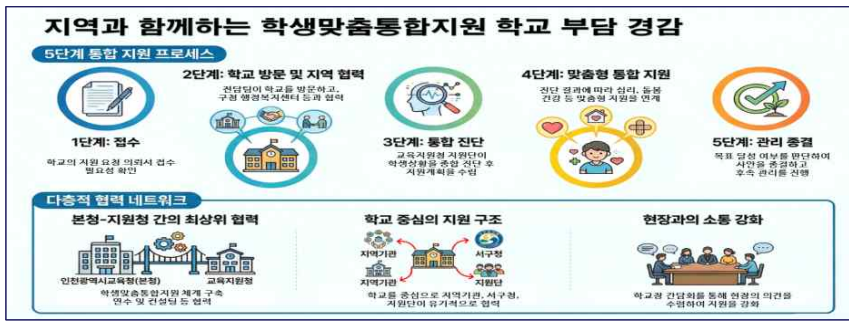 지역과 함께하는 학생맞춤통합지원 학교 부담 경감
5단계 통합 지원 프로세스
1단계: 접수
학교의 지원 요청 의뢰서 접수
필요성 확인
2단계: 학교 방문 및 지역 협력
전담팀이 학교를 방문하고,
구청 행정복지센터 등과 협력
3단계: 통합 진단
교육지원청 지원단이
학생상황을 종합 진단 후
지원계획을 수립
4단계: 맞춤형 통합 지원
진단 결과에 따라 심리, 돌봄
건강 등 맞춤형 지원을 연계
5단계: 관리 종결
목표 달성 여부를 판단하여
사안을 종결하고
후속 관리를 진행
다층적 협력 네트워크
본청-지원청 간의 최상위 협력
인천광역시교육청(본청)
교육지원청
학생맞춤통합지원 체계 구축
연수 및 컨설팅 등 협력
학교 중심의 지원 구조
지역기관
서구청
지역기관
지원단
학교를 중심으로 지역기관, 서구청,
지원단이 유기적으로 협력
현장과의 소통 강화
학교장 간담회를 통해 현장의 의견을
수렴하여 지원을 강화